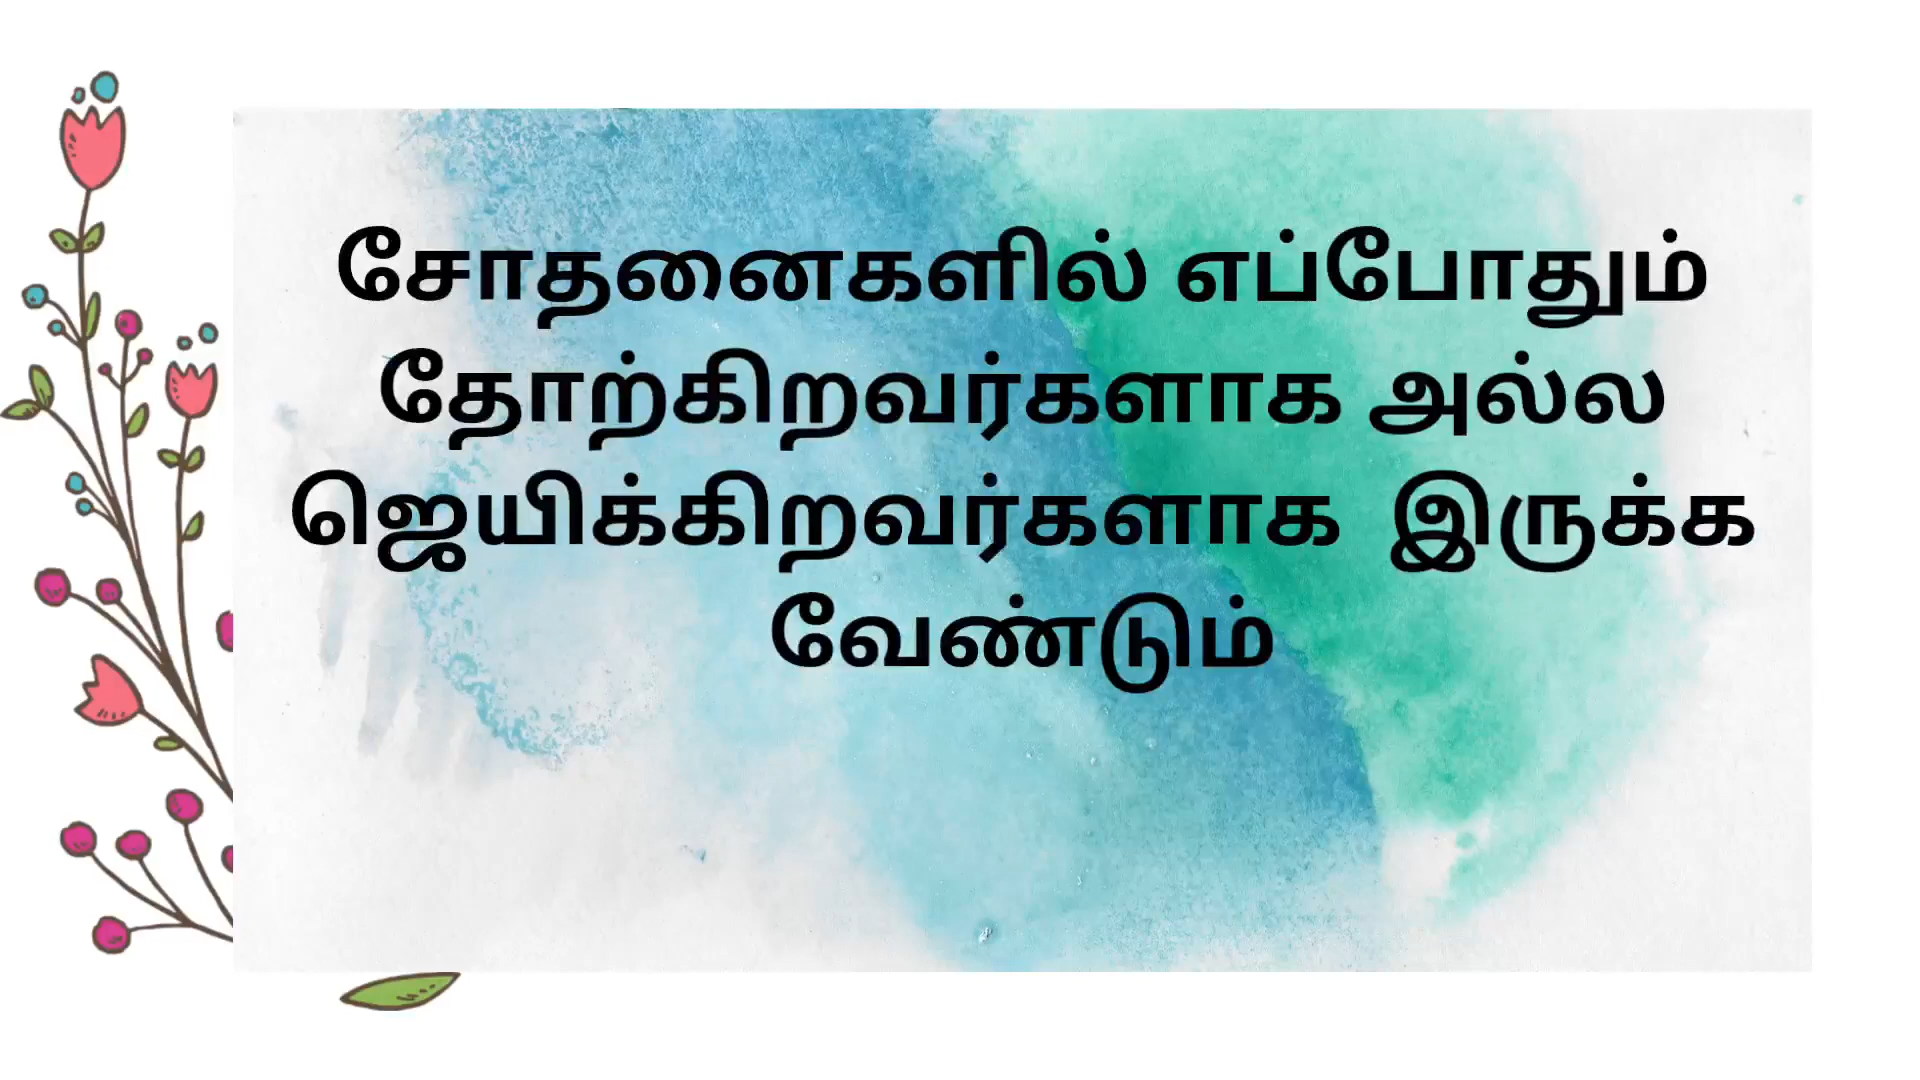 சோதனைகளில் எப்போதும்
தோற்கிறவர்களாக அல்ல
ஜெயிக்கிறவர்களாக இருக்க
வேண்டும்